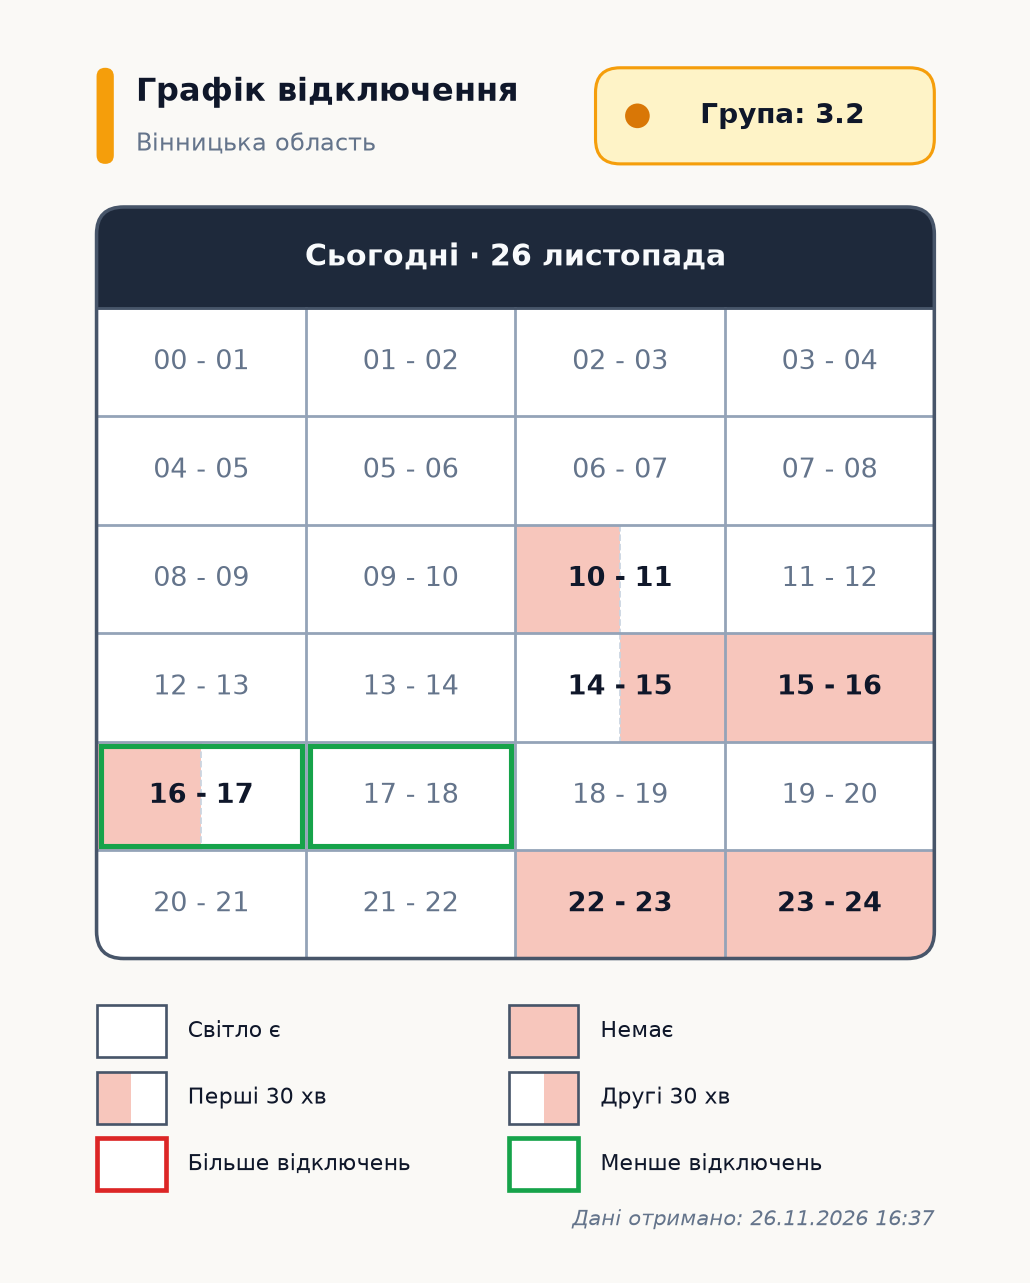 Графік відключення
Вінницька область
Група: 3.2
Сьогодні · 26 листопада
00 - 01 01 - 02 02 - 03 03 - 04
04 - 05 05 - 06 06 - 07 07 - 08
08 - 09 09 - 10 10 - 11 11 - 12
12 - 13 13 - 14 14 - 15 15 - 16
16 - 17 17 - 18 18 - 19 19 - 20
20 - 21 21 - 22 22 - 23 23 - 24
Світло є Немає
Перші 30 хв Другі 30 хв
Більше відключень Менше відключень
Дані отримано: 26.11.2026 16:37